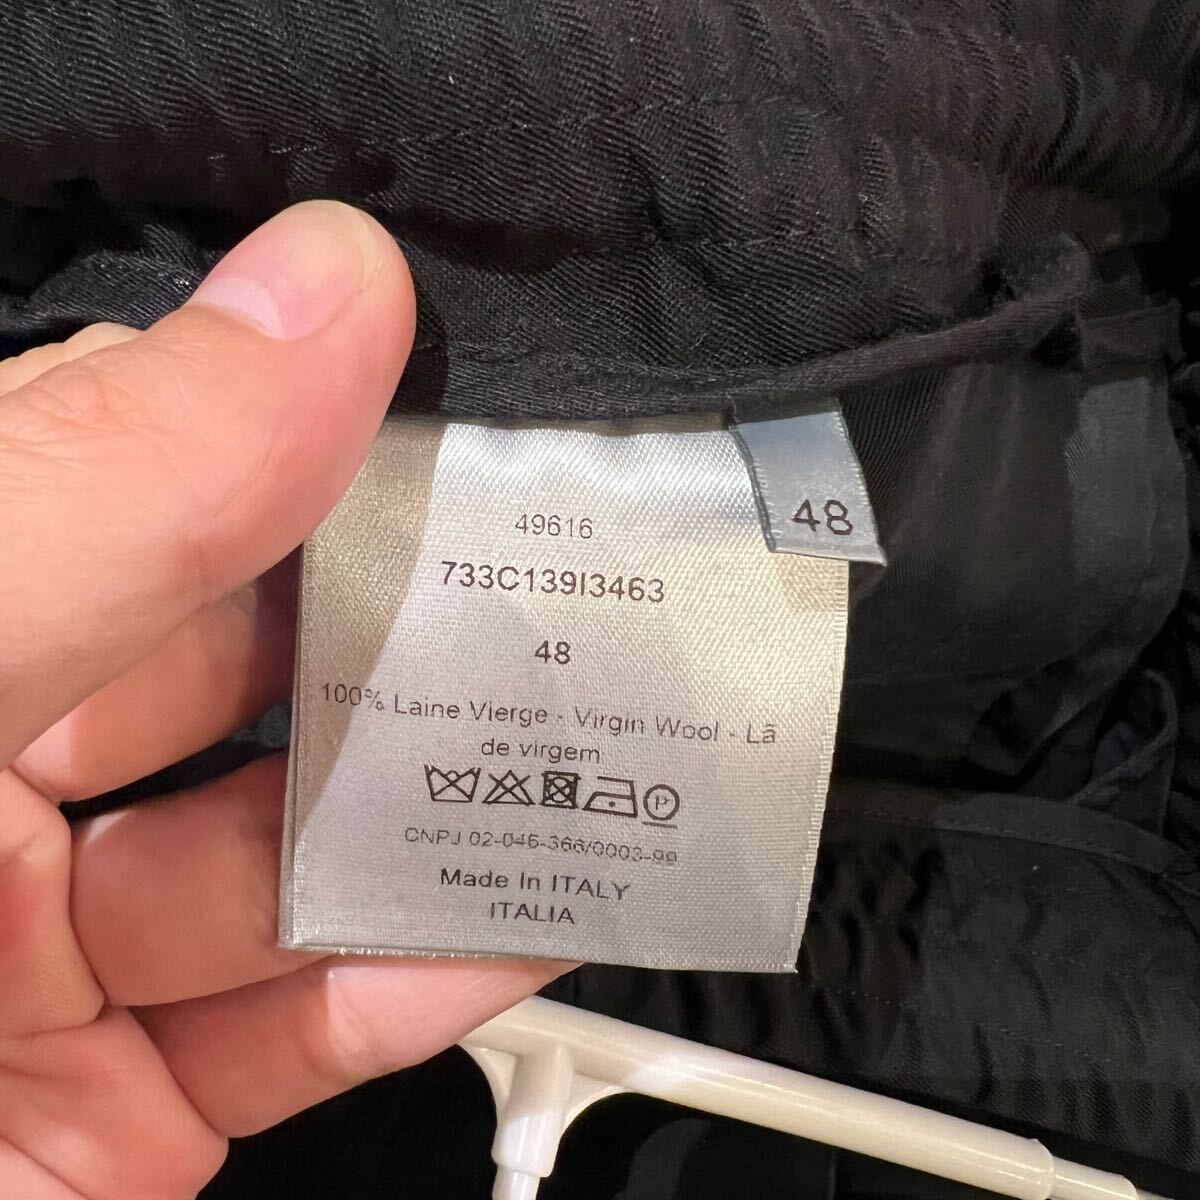 48
49616
733C139I3463
48
100% Laine Vierge - Virgin Wool - Lã
de virgem
P
CNPJ 02-045-366/0003-99
Made In ITALY
ITALIA